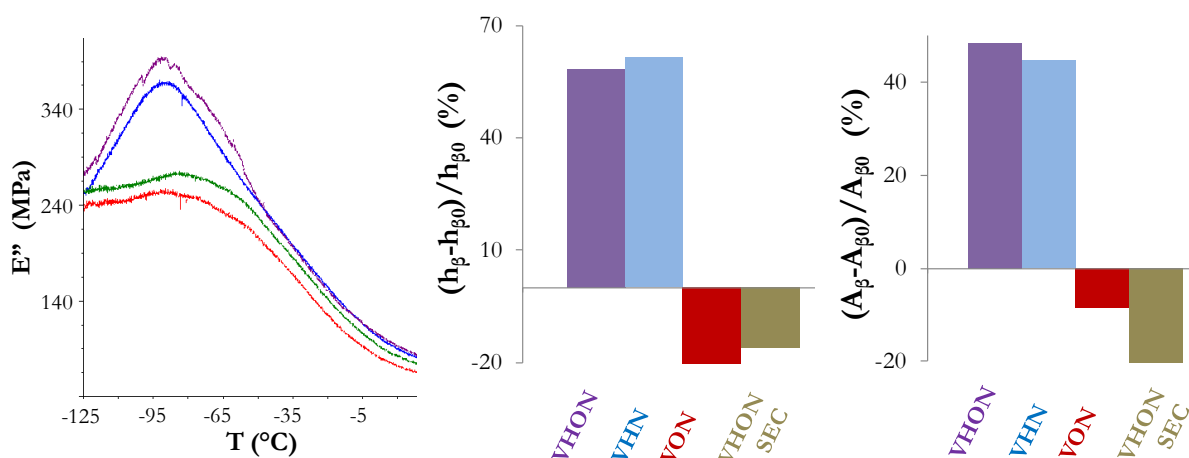 340
240
140
E” (MPa)
-125
-95
-65
-35
-5
T (°C)
70
40
10
-20
(hβ-hβ0)/hβ0 (%)
VHON
VHN
VON
VHON
SEC
40
20
0
-20
(Aβ-Aβ0)/Aβ0 (%)
VHON
VHN
VON
VHON
SEC